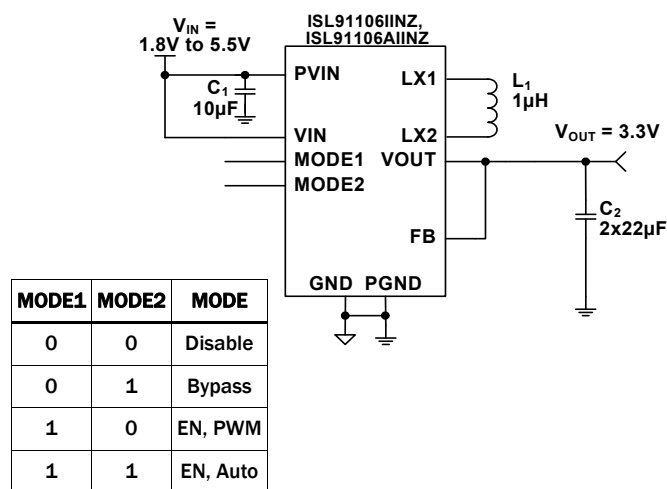 V_IN =
1.8V to 5.5V
ISL91106IINZ,
ISL91106AIINZ
PVIN
LX1
L₁
1µH
C₁
10µF
VIN
LX2
V_OUT = 3.3V
MODE1
VOUT
MODE2
C₂
2x22µF
FB
GND PGND
MODE1 MODE2 MODE
0 0 Disable
0 1 Bypass
1 0 EN, PWM
1 1 EN, Auto